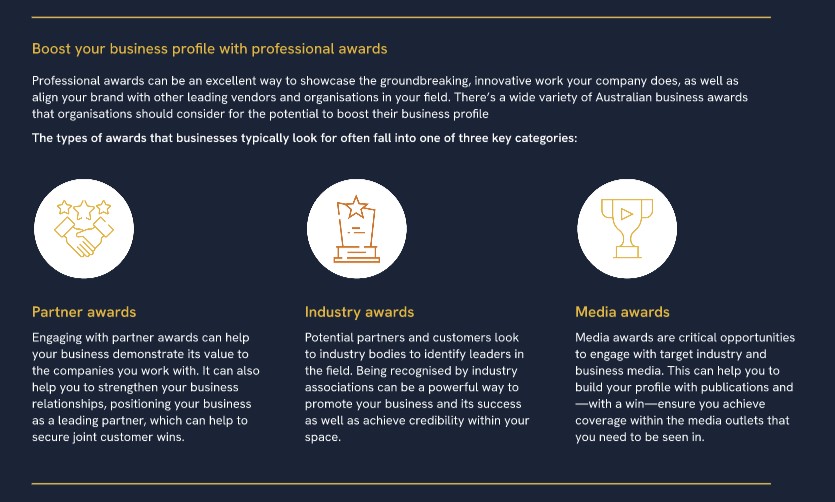 Boost your business profile with professional awards
Professional awards can be an excellent way to showcase the groundbreaking, innovative work your company does, as well as
align your brand with other leading vendors and organisations in your field. There's a wide variety of Australian business awards
that organisations should consider for the potential to boost their business profile
The types of awards that businesses typically look for often fall into one of three key categories:
Partner awards
Engaging with partner awards can help
your business demonstrate its value to
the companies you work with. It can also
help you to strengthen your business
relationships, positioning your business
as a leading partner, which can help to
secure joint customer wins.
Industry awards
Potential partners and customers look
to industry bodies to identify leaders in
the field. Being recognised by industry
associations can be a powerful way to
promote your business and its success
as well as achieve credibility within your
space.
Media awards
Media awards are critical opportunities
to engage with target industry and
business media. This can help you to
build your profile with publications and
—with a win—ensure you achieve
coverage within the media outlets that
you need to be seen in.